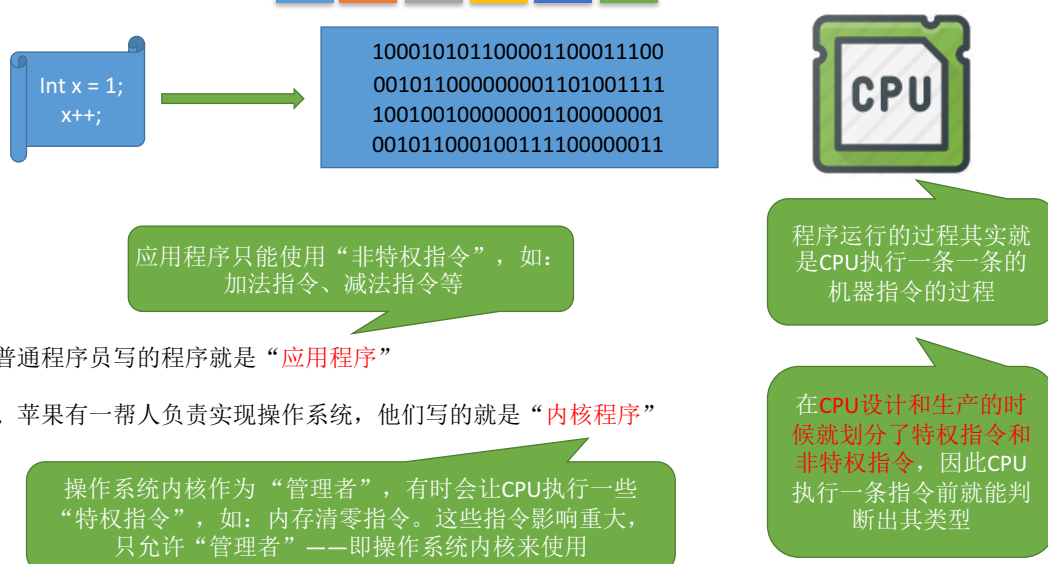 Int x = 1;
x++;
100010101100001100011100
001011000000001101001111
100100100000001100000001
001011000100111100000011
CPU
程序运行的过程其实就
是CPU执行一条一条的
机器指令的过程
应用程序只能使用“非特权指令”，如：
加法指令、减法指令等
普通程序员写的程序就是“应用程序”
苹果有一帮人负责实现操作系统，他们写的就是“内核程序”
在CPU设计和生产的时
候就划分了特权指令和
非特权指令，因此CPU
执行一条指令前就能判
断出其类型
操作系统内核作为 “管理者”，有时会让CPU执行一些
“特权指令”，如：内存清零指令。这些指令影响重大，
只允许“管理者”——即操作系统内核来使用